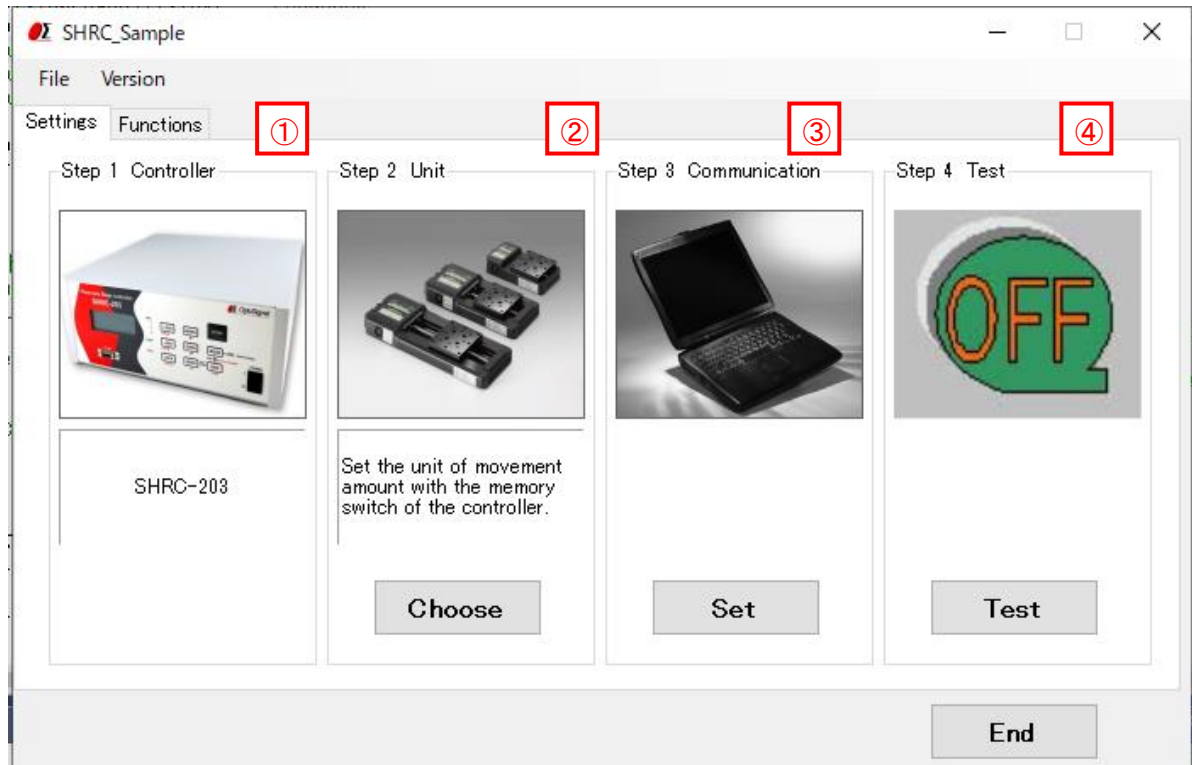 SHRC_Sample
File Version
Settings Functions
① ② ③ ④
Step 1 Controller
SHRC-203
Step 2 Unit
Set the unit of movement
amount with the memory
switch of the controller.
Choose
Step 3 Communication
Set
Step 4 Test
OFF
Test
End